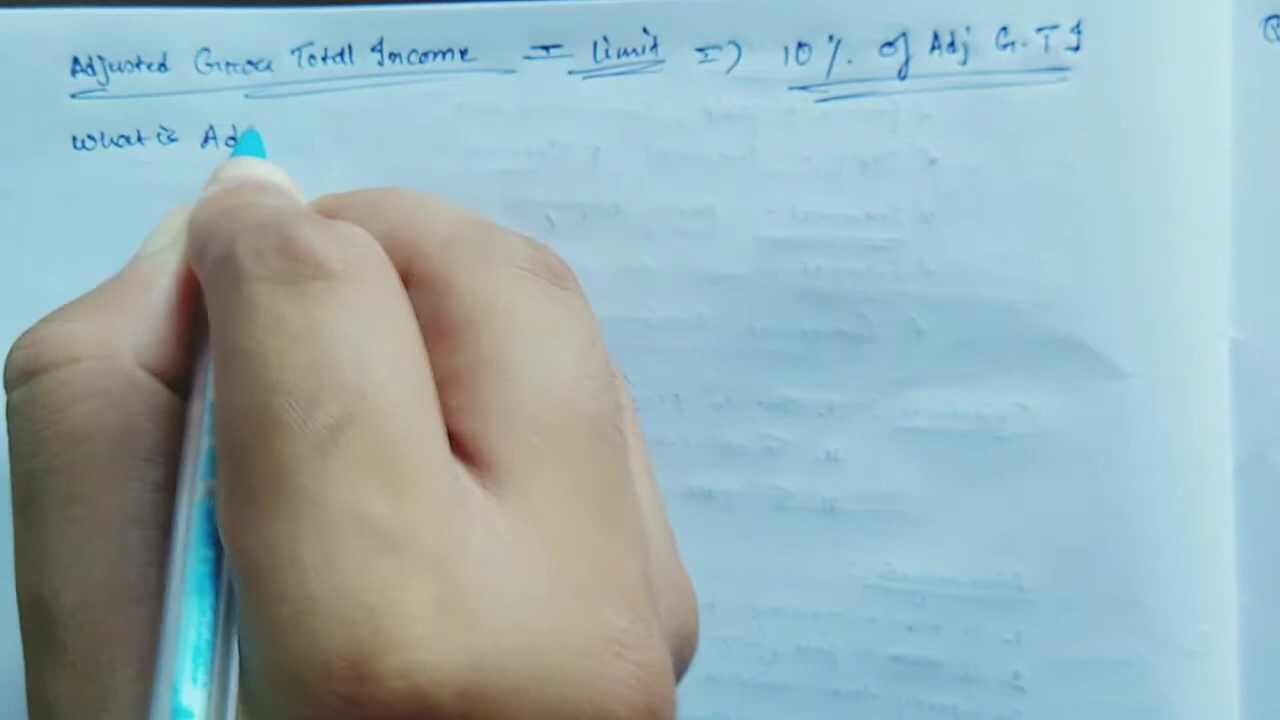 Adjusted Gross Total Income - limit => 10%. of Adj G.T I
what is Ad